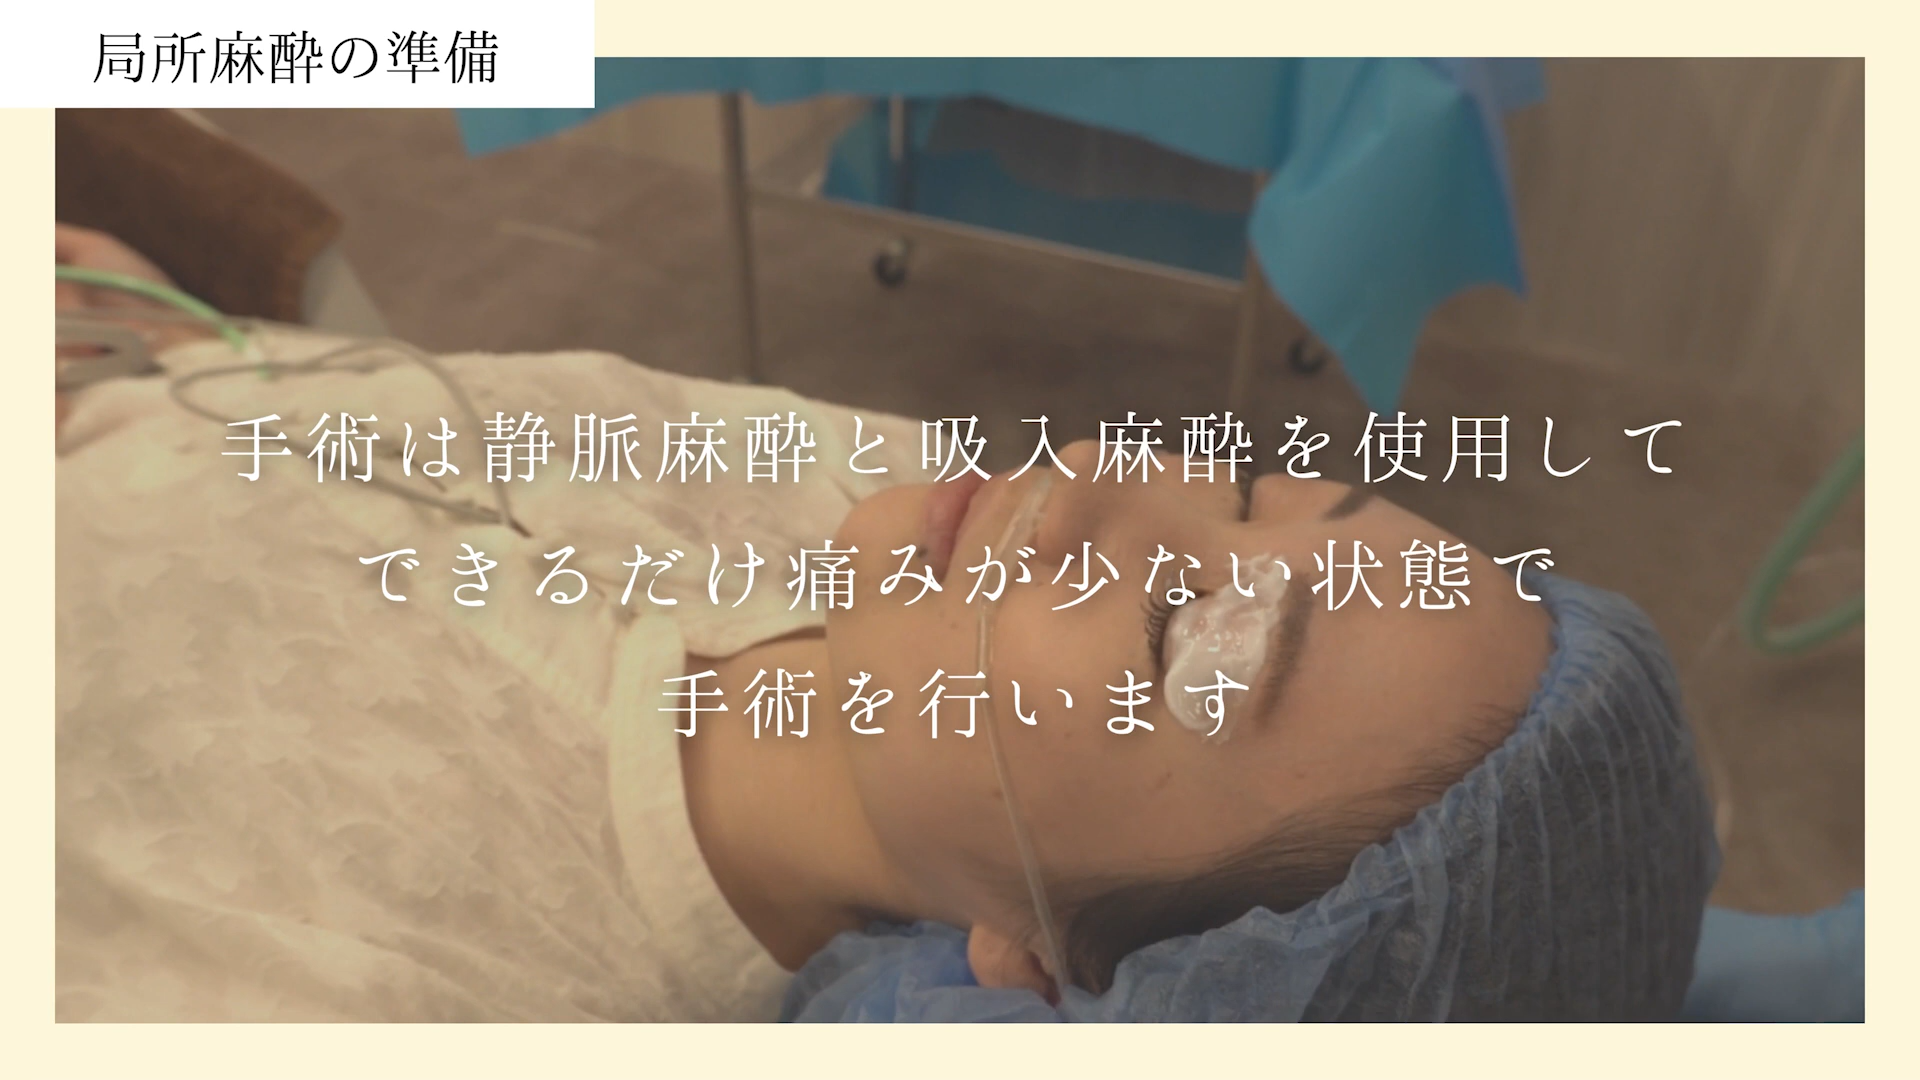 局所麻酔の準備
手術は静脈麻酔と吸入麻酔を使用して
できるだけ痛みが少ない状態で
手術を行います